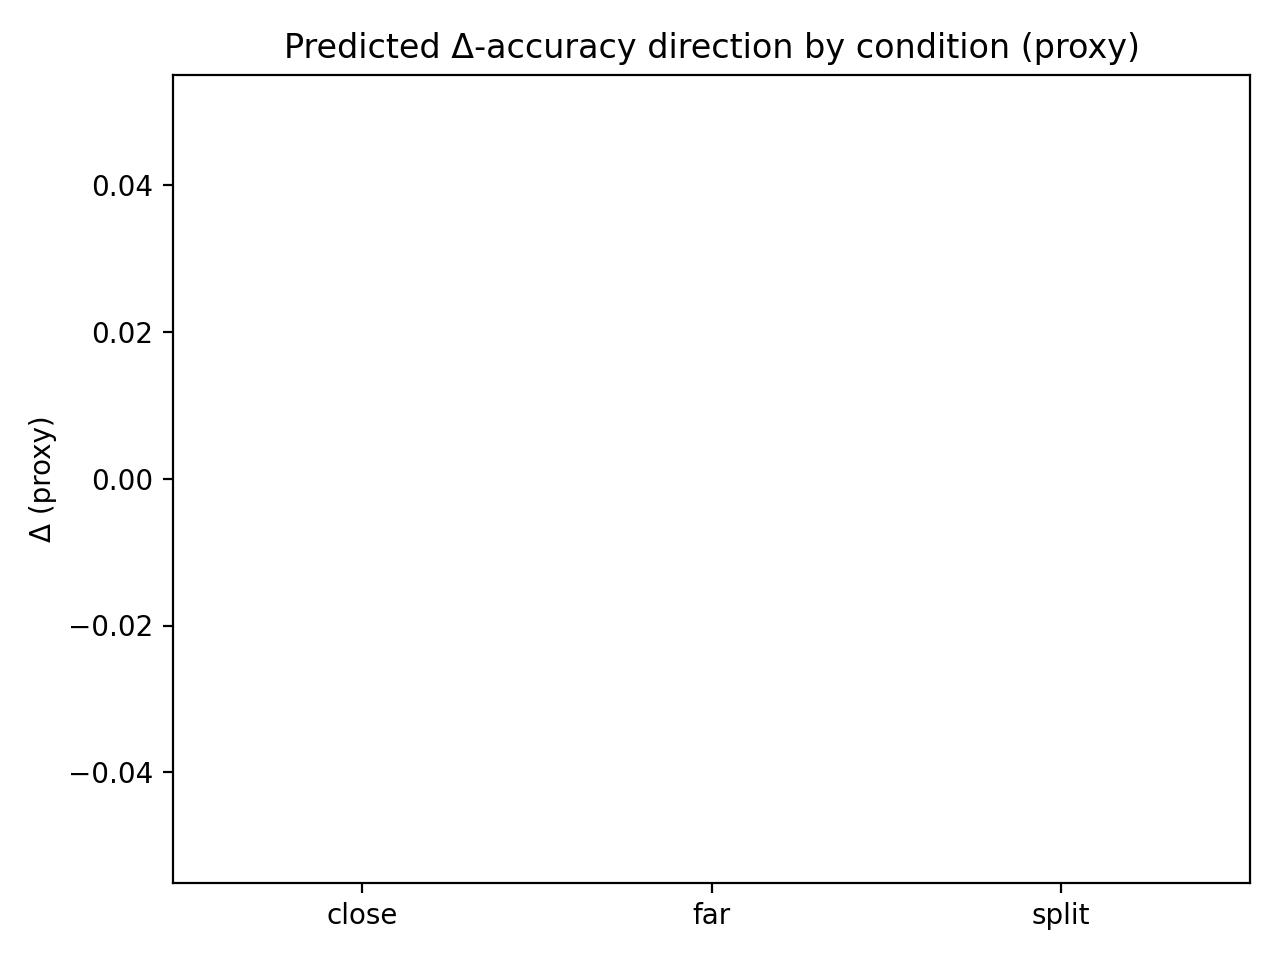 Predicted Δ-accuracy direction by condition (proxy)
0.04
0.02
0.00
−0.02
−0.04
Δ (proxy)
close
far
split